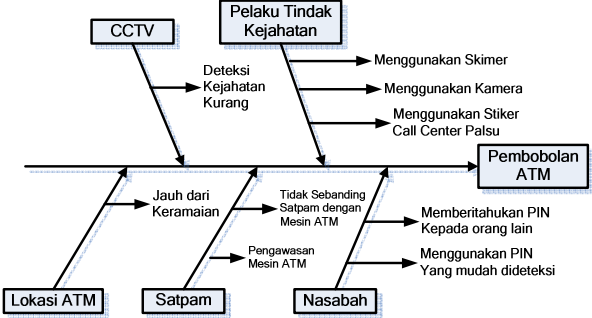 CCTV
Pelaku Tindak
Kejahatan
Deteksi
Kejahatan
Kurang
Menggunakan Skimer
Menggunakan Kamera
Menggunakan Stiker
Call Center Palsu
Pembobolan
ATM
Jauh dari
Keramaian
Tidak Sebanding
Satpam dengan
Mesin ATM
Pengawasan
Mesin ATM
Memberitahukan PIN
Kepada orang lain
Menggunakan PIN
Yang mudah dideteksi
Lokasi ATM
Satpam
Nasabah